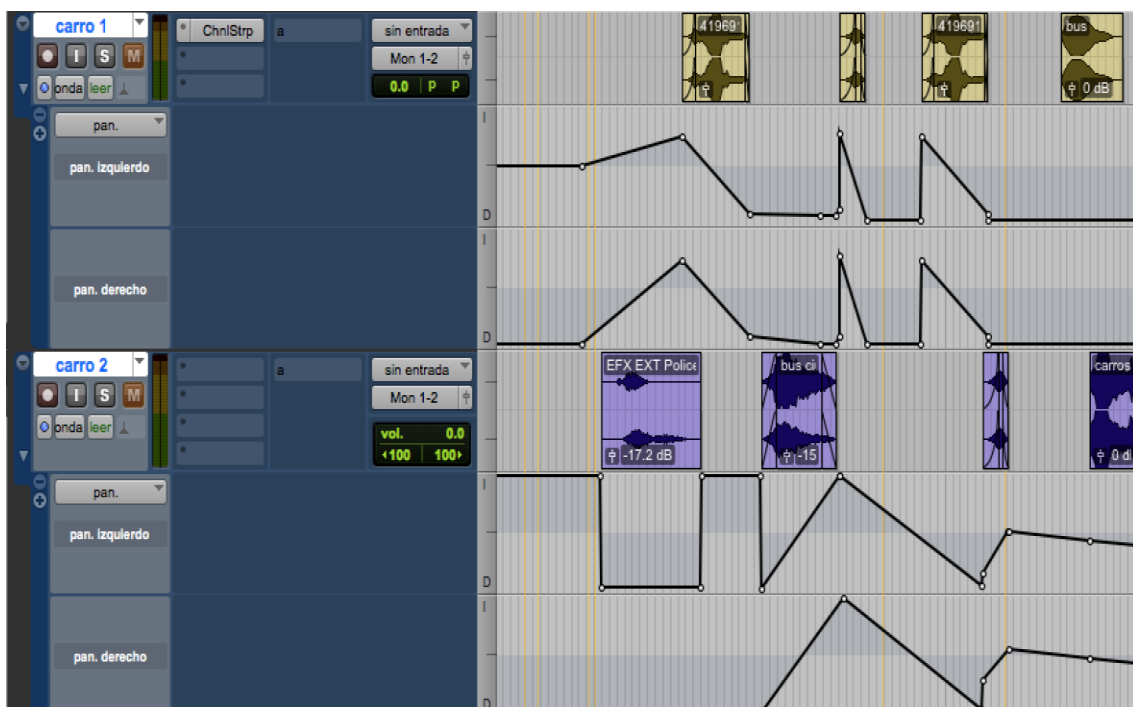 carro 1
ChnlStrp
a
sin entrada
I S M
Mon 1-2
onda leer
0.0 P P
419691
419691
bus
0 dB
pan.
I
pan. izquierdo
D
I
pan. derecho
D
carro 2
a
sin entrada
EFX EXT Police
bus ci
carros
I S M
Mon 1-2
onda leer
vol. 0.0
100 100
-17.2 dB
-15
0 d
pan.
I
pan. izquierdo
D
I
pan. derecho
D